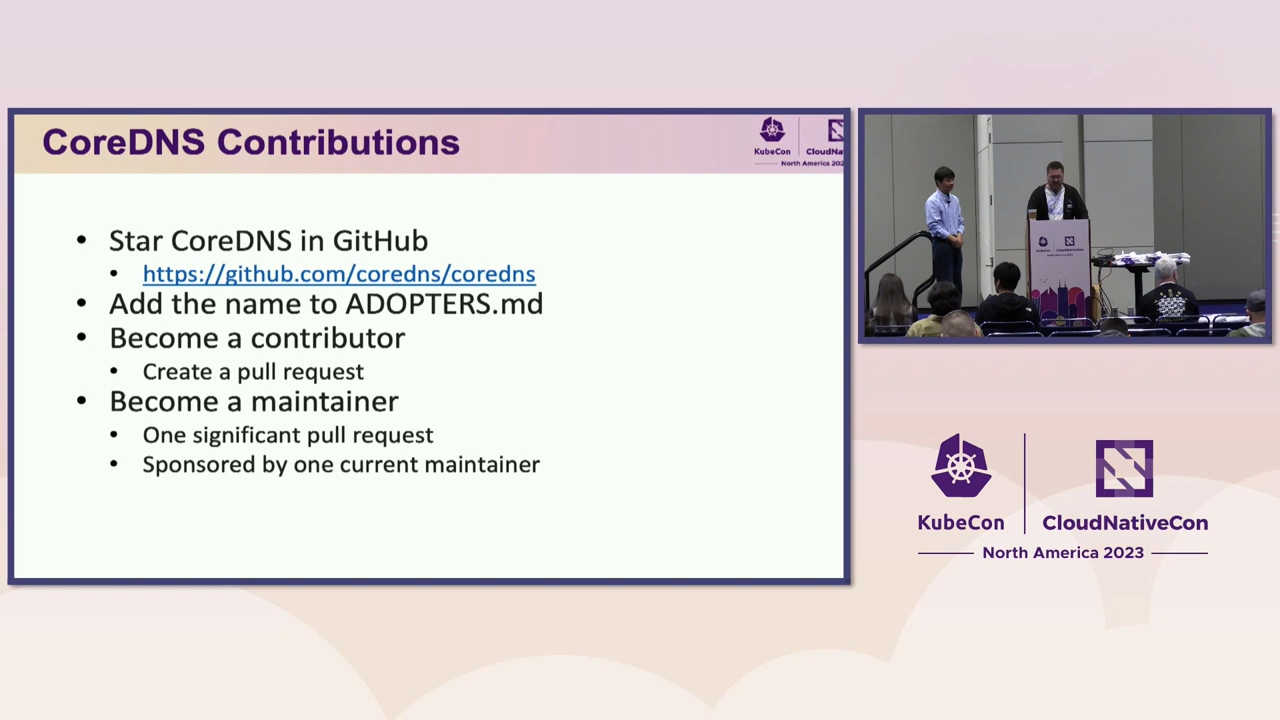 CoreDNS Contributions
KubeCon
CloudNa
North America 202
• Star CoreDNS in GitHub
• https://github.com/coredns/coredns
• Add the name to ADOPTERS.md
• Become a contributor
• Create a pull request
• Become a maintainer
• One significant pull request
• Sponsored by one current maintainer
KubeCon
CloudNativeCon
North America 2023